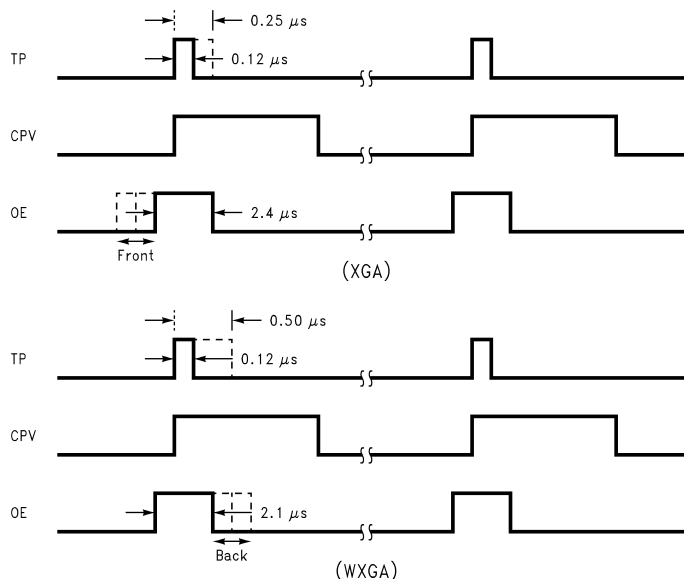 0.25 μs
TP
0.12 μs
CPV
OE
2.4 μs
Front
(XGA)
0.50 μs
TP
0.12 μs
CPV
OE
2.1 μs
Back
(WXGA)